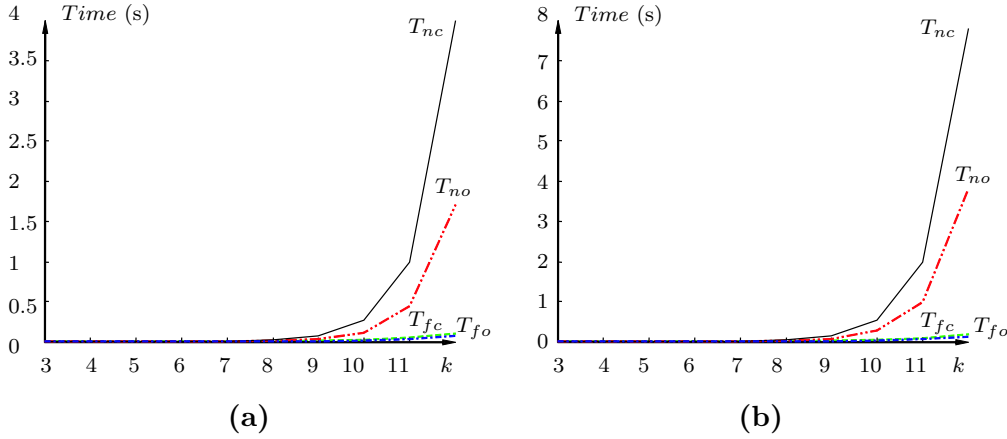 4 Time (s)
T_nc
3.5
3
2.5
2
T_no
1.5
1
0.5
T_fc
T_fo
0
3 4 5 6 7 8 9 10 11 k
(a)
8 Time (s)
T_nc
7
6
5
4
T_no
3
2
1
T_fc
T_fo
0
3 4 5 6 7 8 9 10 11 k
(b)